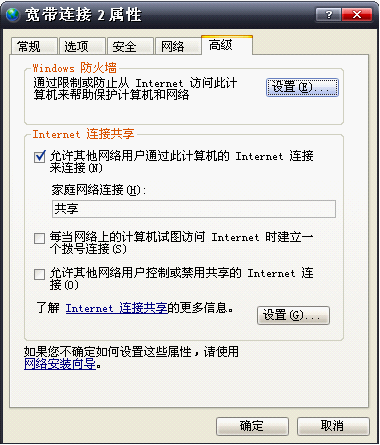 宽带连接 2 属性
常规 选项 安全 网络 高级
Windows 防火墙
通过限制或防止从 Internet 访问此计
算机来帮助保护计算机和网络
设置(E)...
Internet 连接共享
允许其他网络用户通过此计算机的 Internet 连接
来连接(N)
家庭网络连接(H):
共享
每当网络上的计算机试图访问 Internet 时建立一
个拨号连接(S)
允许其他网络用户控制或禁用共享的 Internet 连
接(O)
了解 Internet 连接共享的更多信息。
设置(G)...
如果您不确定如何设置这些属性，请使用
网络安装向导。
确定 取消